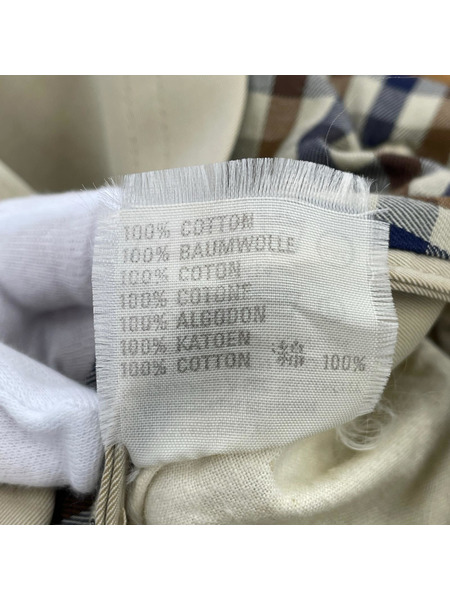 100% COTTON
100% BAUMWOLLE
100% COTON
100% COTONE
100% ALGODON
100% KATOEN
100% COTTON 綿 100%